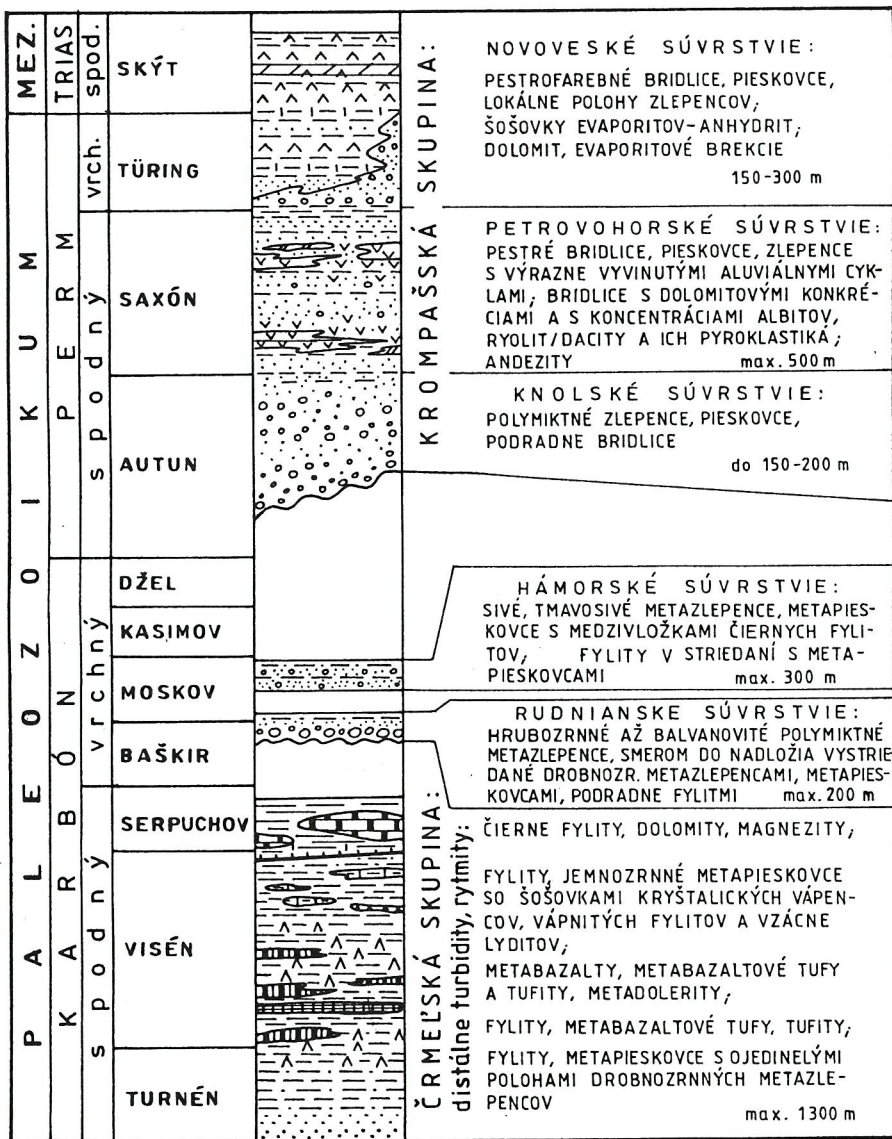 MEZ.
TRIAS
spod.
SKÝT
PALEOZOIKUM
PERM
vrch.
TÜRING
spodný
SAXÓN
AUTUN
KARBÓN
vrchný
DŽEL
KASIMOV
MOSKOV
BAŠKIR
spodný
SERPUCHOV
VISÉN
TURNÉN
KROMPAŠSKÁ SKUPINA:
NOVOVESKÉ SÚVRSTVIE:
PESTROFAREBNÉ BRIDLICE, PIESKOVCE,
LOKÁLNE POLOHY ZLEPENCOV;
ŠOŠOVKY EVAPORITOV-ANHYDRIT;
DOLOMIT, EVAPORITOVÉ BREKCIE
150-300 m
PETROVOHORSKÉ SÚVRSTVIE:
PESTRÉ BRIDLICE, PIESKOVCE, ZLEPENCE
S VÝRAZNE VYVINUTÝMI ALUVIÁLNYMI CYK-
LAMI; BRIDLICE S DOLOMITOVÝMI KONKRÉ-
CIAMI A S KONCENTRÁCIAMI ALBITOV,
RYOLIT/DACITY A ICH PYROKLASTIKÁ;
ANDEZITY max. 500m
KNOLSKÉ SÚVRSTVIE:
POLYMIKTNÉ ZLEPENCE, PIESKOVCE,
PODRADNE BRIDLICE
do 150-200 m
HÁMORSKÉ SÚVRSTVIE:
SIVÉ, TMAVOSIVÉ METAZLEPENCE, METAPIES-
KOVCE S MEDZIVLOŽKAMI ČIERNYCH FYLI-
TOV; FYLITY V STRIEDANÍ S META-
PIESKOVCAMI max. 300 m
RUDNIANSKE SÚVRSTVIE:
HRUBOZRNNÉ AŽ BALVANOVITÉ POLYMIKTNÉ
METAZLEPENCE, SMEROM DO NADLOŽIA VYSTRIE
DANÉ DROBNOZR. METAZLEPENCAMI, METAPIES-
KOVCAMI, PODRADNE FYLITMI max. 200 m
ČRMEĽSKÁ SKUPINA:
distálne turbidity, rytmity:
ČIERNE FYLITY, DOLOMITY, MAGNEZITY;
FYLITY, JEMNOZRNNÉ METAPIESKOVCE
SO ŠOŠOVKAMI KRYŠTALICKÝCH VÁPEN-
COV, VÁPNITÝCH FYLITOV A VZÁCNE
LYDITOV;
METABAZALTY, METABAZALTOVÉ TUFY
A TUFITY, METADOLERITY;
FYLITY, METABAZALTOVÉ TUFY, TUFITY;
FYLITY, METAPIESKOVCE S OJEDINELÝMI
POLOHAMI DROBNOZRNNÝCH METAZLE-
PENCOV
max. 1300 m